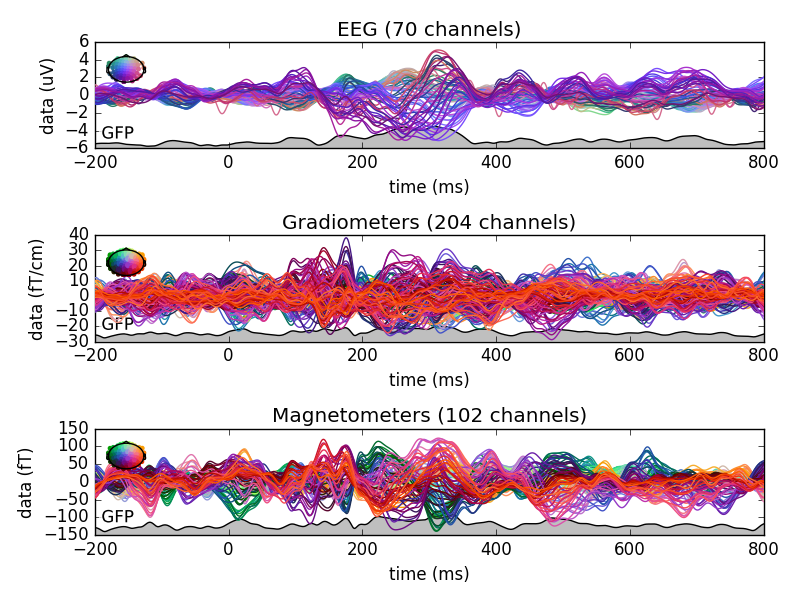 EEG (70 channels)
data (uV)
6
4
2
0
−2
−4
−6
GFP
−200 0 200 400 600 800
time (ms)
Gradiometers (204 channels)
data (fT/cm)
40
30
20
10
0
−10
−20
−30
GFP
−200 0 200 400 600 800
time (ms)
Magnetometers (102 channels)
data (fT)
150
100
50
0
−50
−100
−150
GFP
−200 0 200 400 600 800
time (ms)